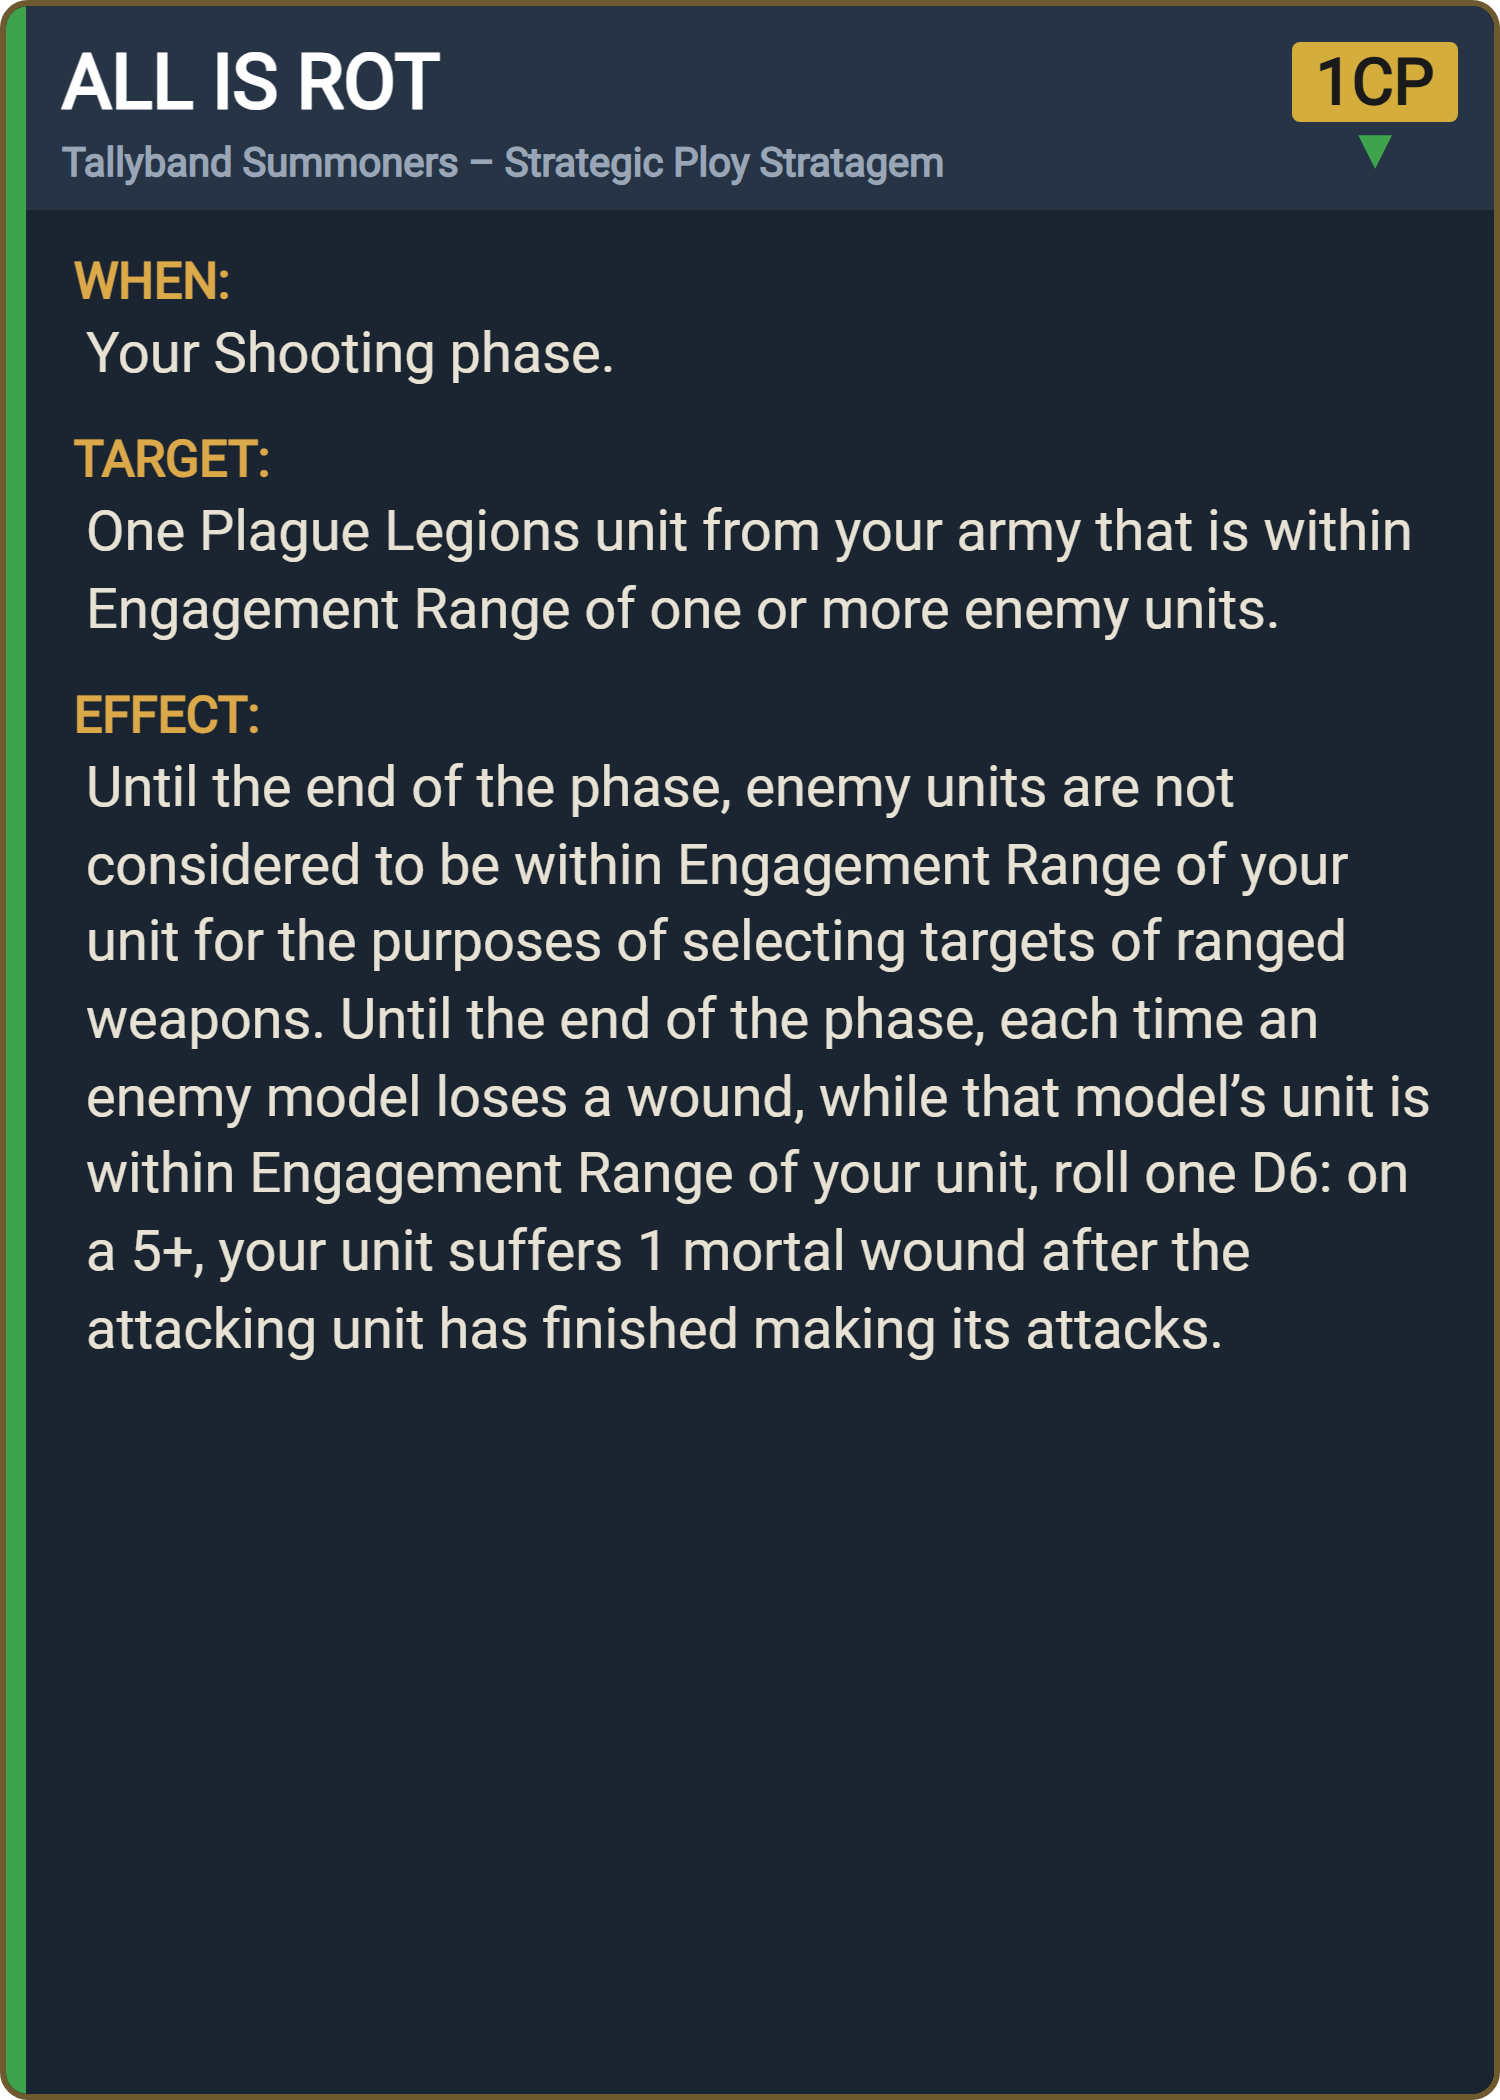 ALL IS ROT
1CP
Tallyband Summoners – Strategic Ploy Stratagem
WHEN:
Your Shooting phase.
TARGET:
One Plague Legions unit from your army that is within
Engagement Range of one or more enemy units.
EFFECT:
Until the end of the phase, enemy units are not
considered to be within Engagement Range of your
unit for the purposes of selecting targets of ranged
weapons. Until the end of the phase, each time an
enemy model loses a wound, while that model’s unit is
within Engagement Range of your unit, roll one D6: on
a 5+, your unit suffers 1 mortal wound after the
attacking unit has finished making its attacks.